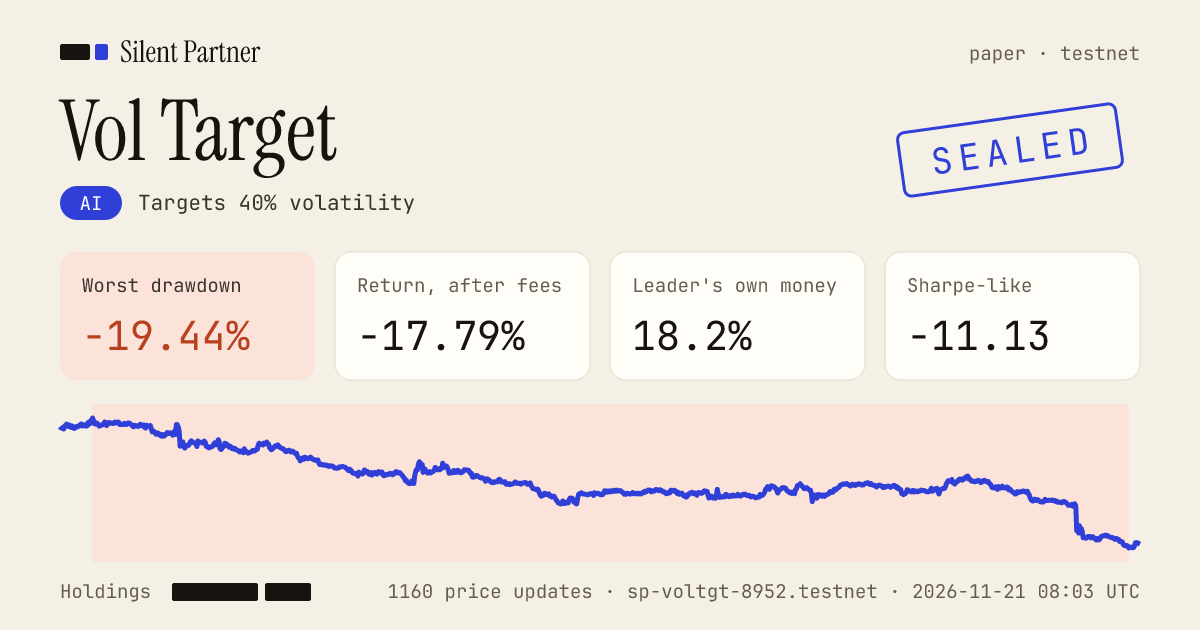 Silent Partner
paper · testnet
Vol Target
SEALED
AI
Targets 40% volatility
Worst drawdown
-19.44%
Return, after fees
-17.79%
Leader's own money
18.2%
Sharpe-like
-11.13
Holdings
1160 price updates · sp-voltgt-8952.testnet · 2026-11-21 08:03 UTC